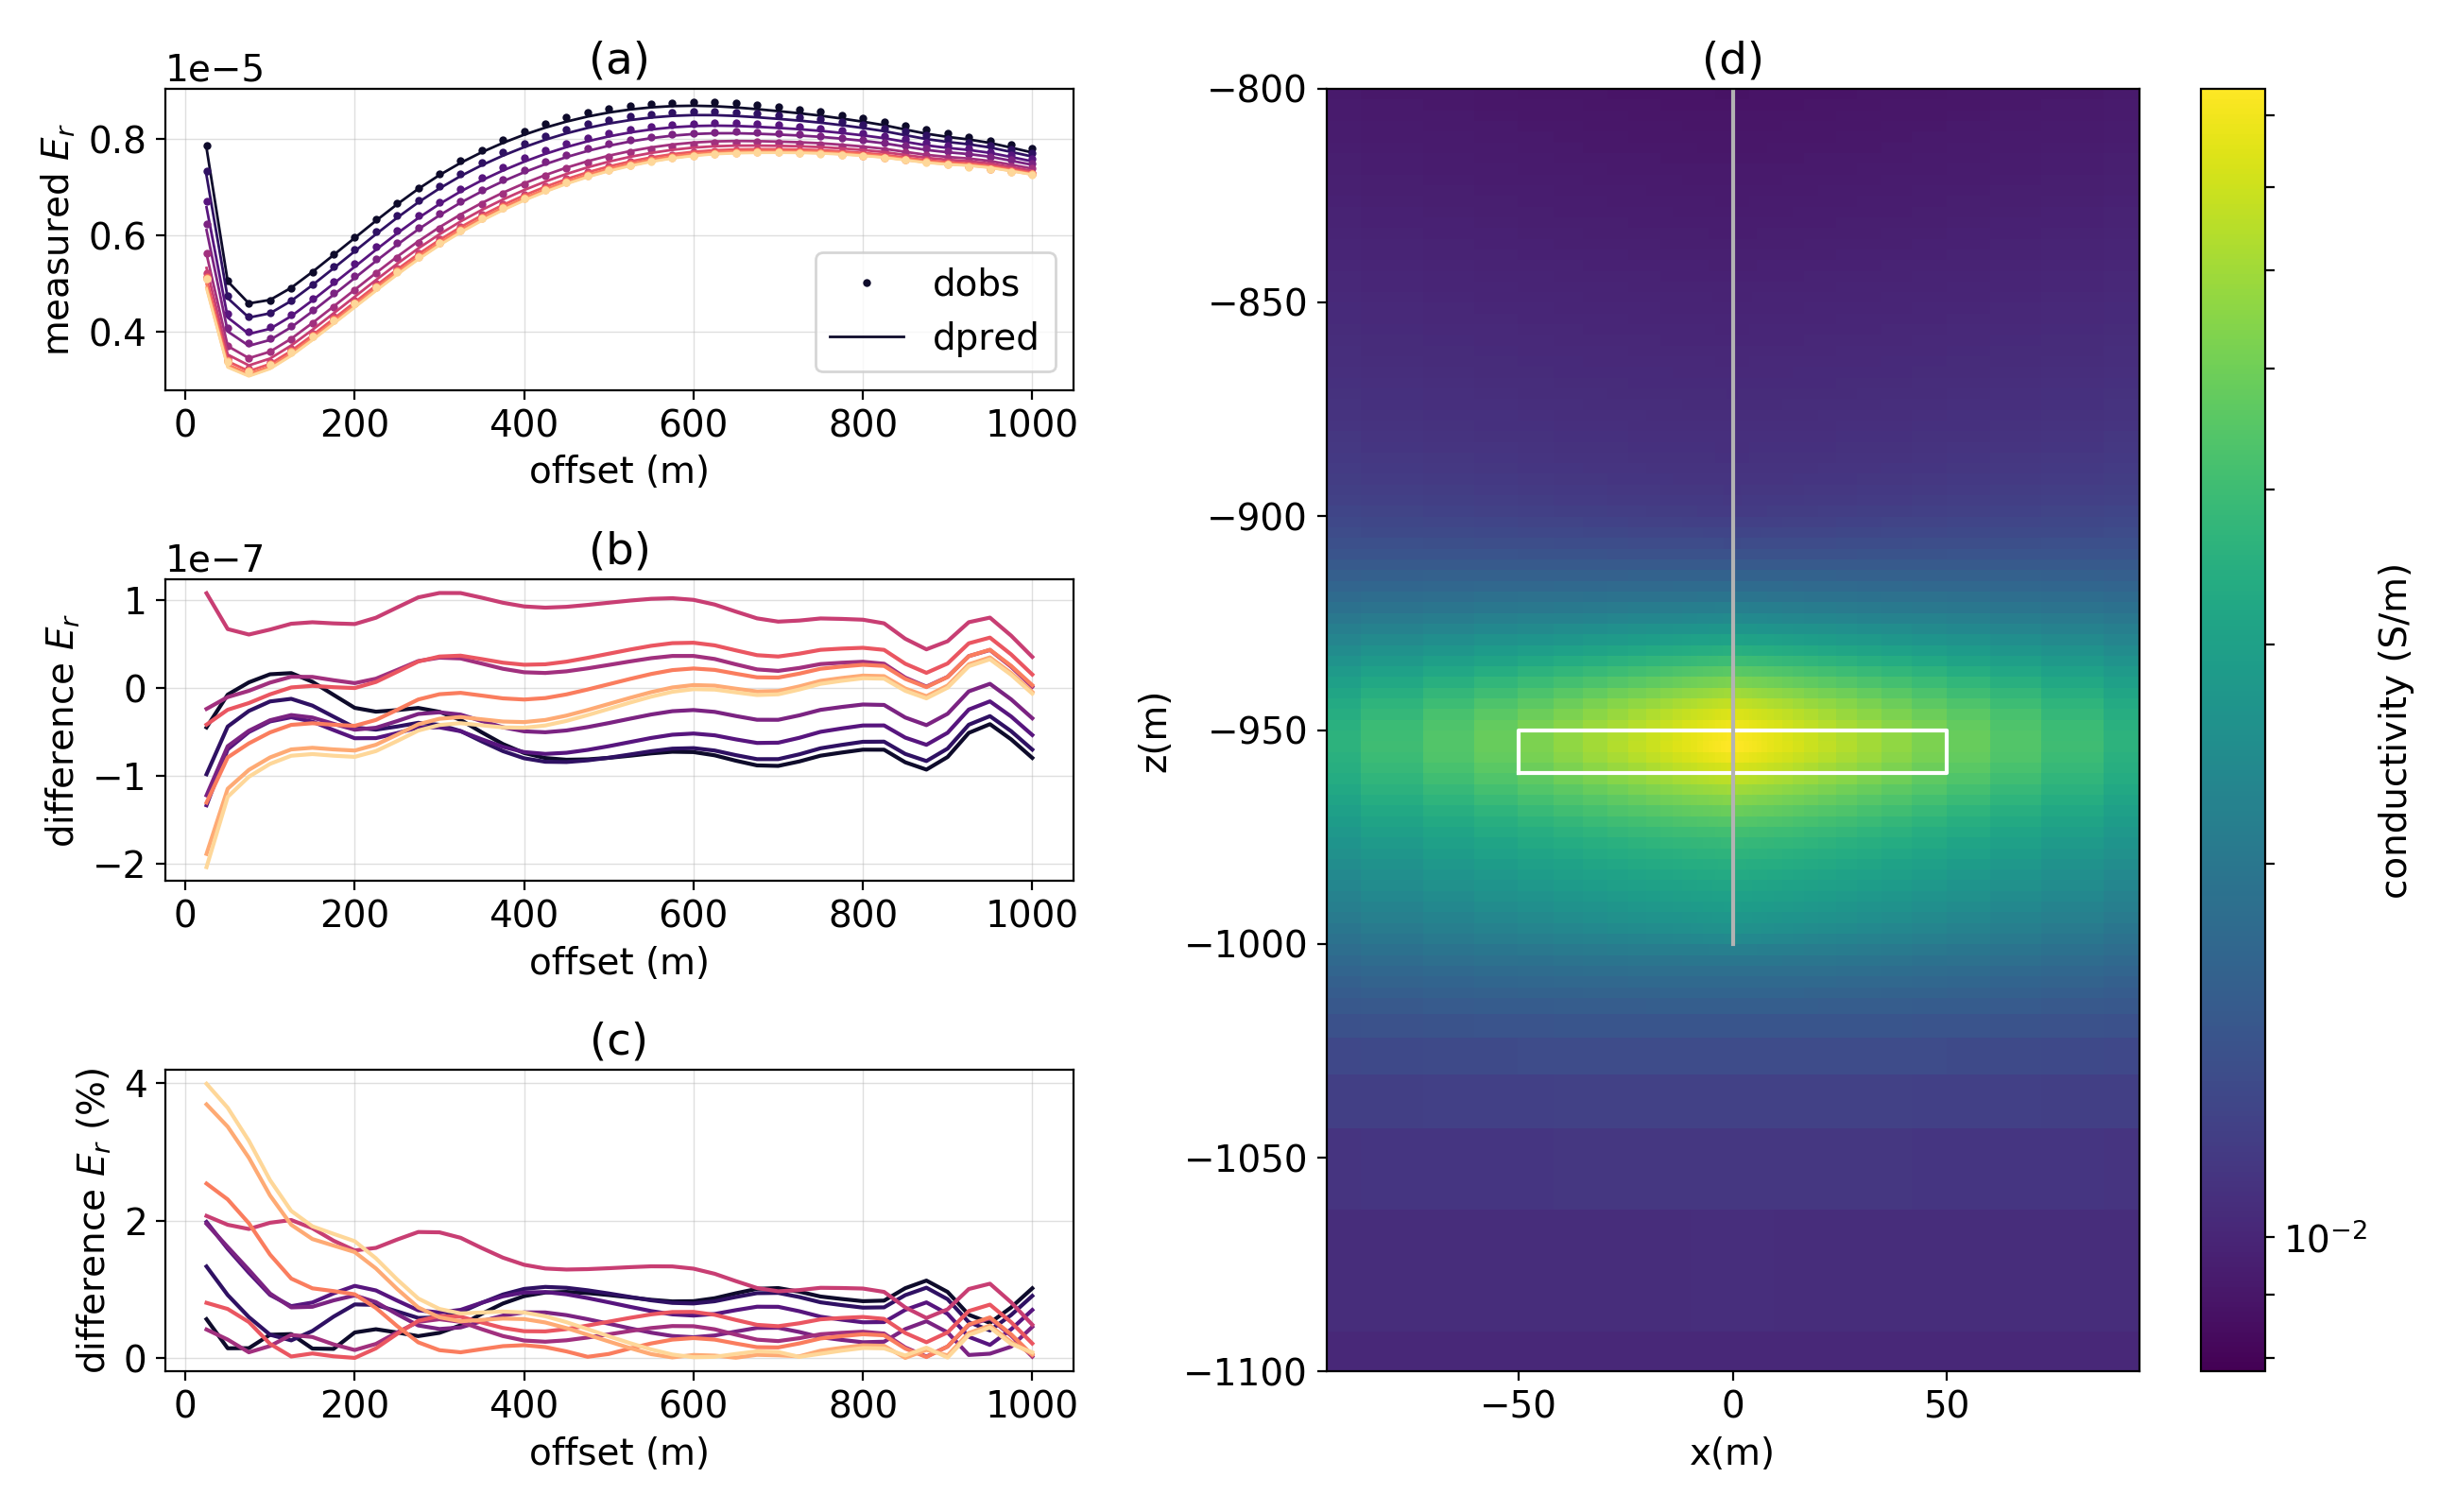 (a)
1e−5
measured E_r
0.8
0.6
0.4
dobs
dpred
0 200 400 600 800 1000
offset (m)
(b)
1e−7
difference E_r
1
0
−1
−2
0 200 400 600 800 1000
offset (m)
(c)
difference E_r (%)
4
2
0
0 200 400 600 800 1000
offset (m)
(d)
z(m)
−800
−850
−900
−950
−1000
−1050
−1100
−50 0 50
x(m)
10⁻²
conductivity (S/m)